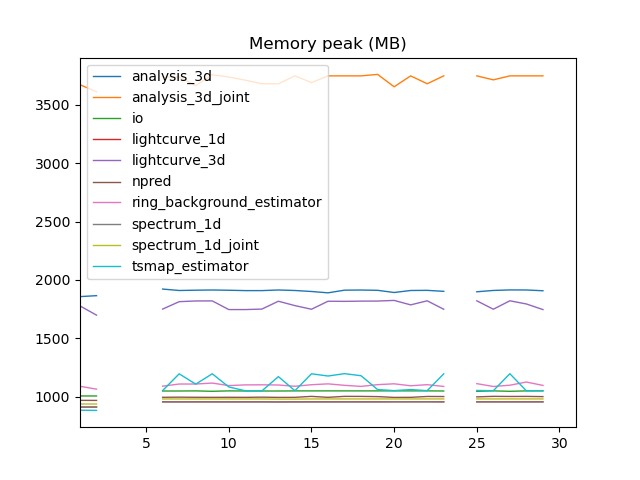 Memory peak (MB)
analysis_3d
analysis_3d_joint
io
lightcurve_1d
lightcurve_3d
npred
ring_background_estimator
spectrum_1d
spectrum_1d_joint
tsmap_estimator
3500
3000
2500
2000
1500
1000
5 10 15 20 25 30